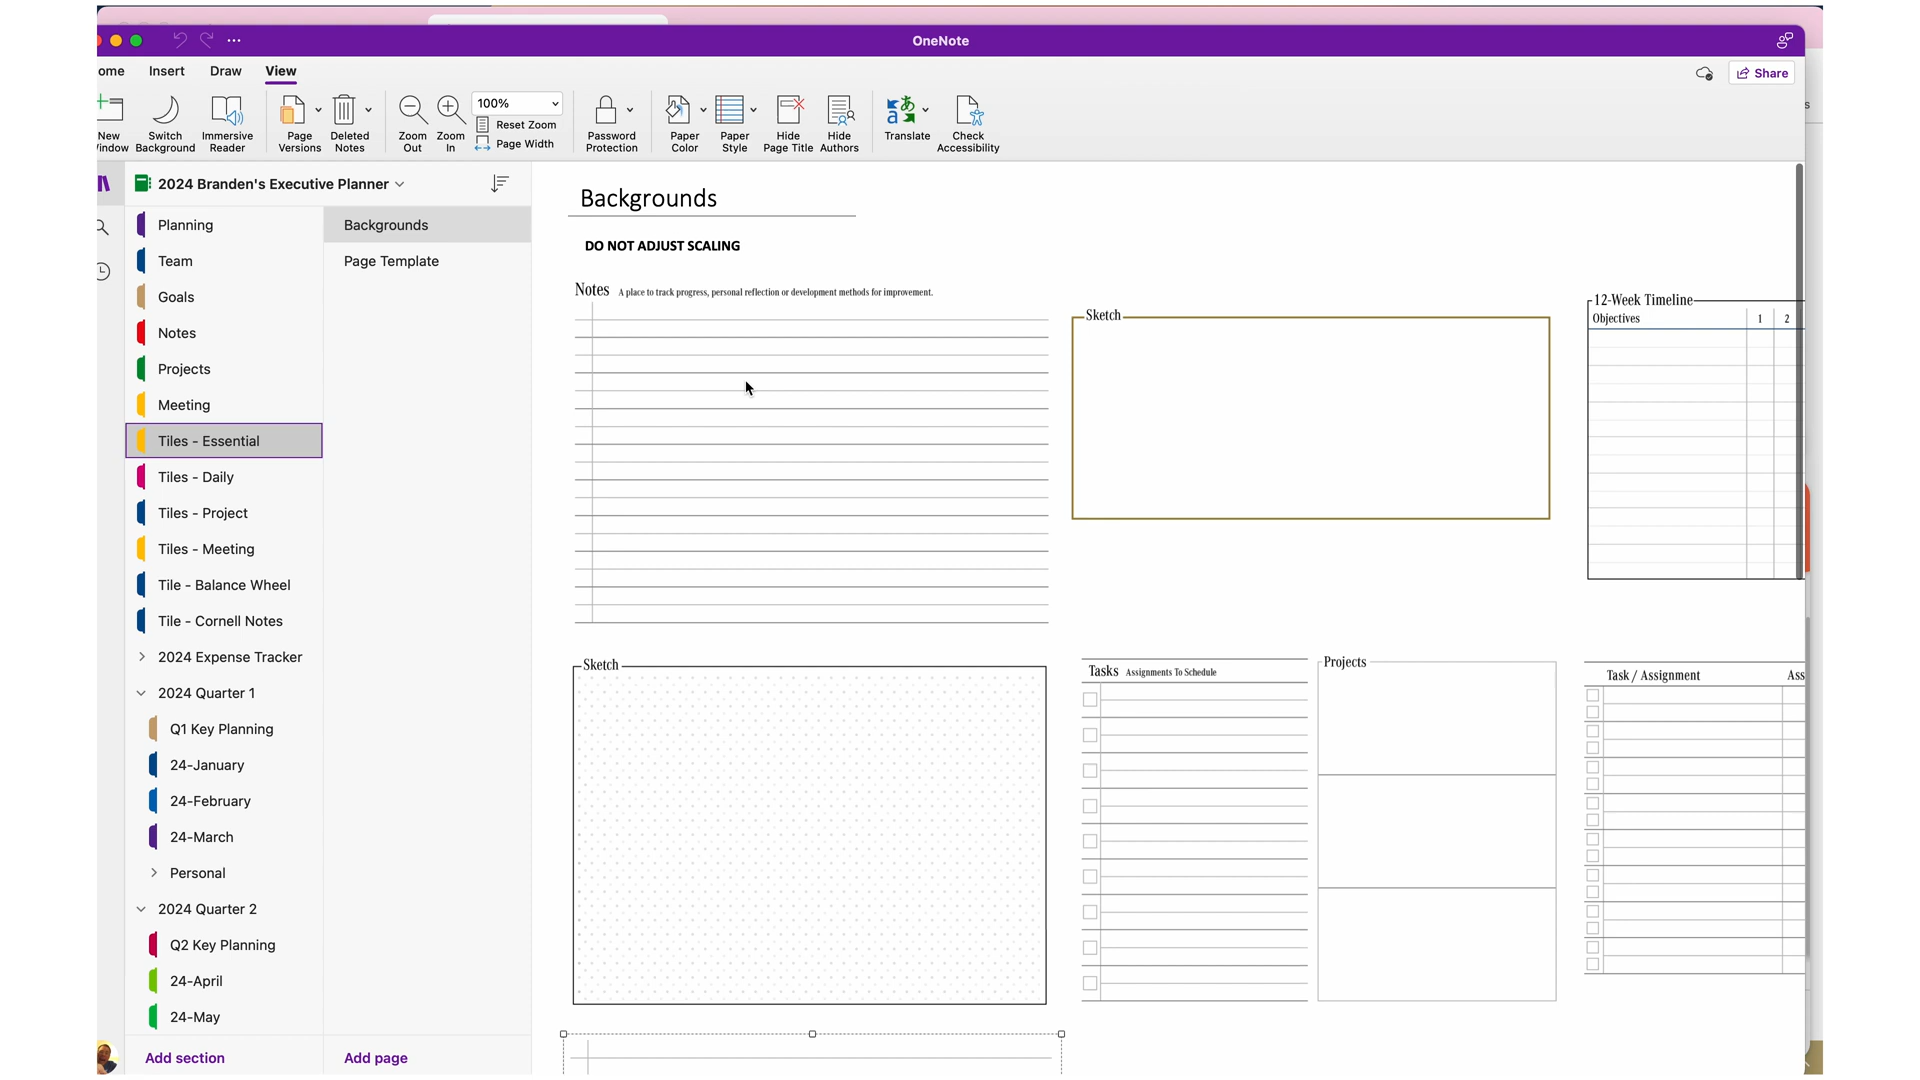 OneNote
ome Insert Draw View
Share
100%
Reset Zoom
Page Width
New
indow
Switch
Background
Immersive
Reader
Page
Versions
Deleted
Notes
Zoom
Out
Zoom
In
Password
Protection
Paper
Color
Paper
Style
Hide
Page Title
Hide
Authors
Translate
Check
Accessibility
s
2024 Branden's Executive Planner
Planning
Team
Goals
Notes
Projects
Meeting
Tiles - Essential
Tiles - Daily
Tiles - Project
Tiles - Meeting
Tile - Balance Wheel
Tile - Cornell Notes
2024 Expense Tracker
2024 Quarter 1
Q1 Key Planning
24-January
24-February
24-March
Personal
2024 Quarter 2
Q2 Key Planning
24-April
24-May
Add section
Backgrounds
Page Template
Add page
Backgrounds
DO NOT ADJUST SCALING
Notes A place to track progress, personal reflection or development methods for improvement.
Sketch
12-Week Timeline
Objectives 1 2
Sketch
Tasks Assignments To Schedule
Projects
Task / Assignment Ass